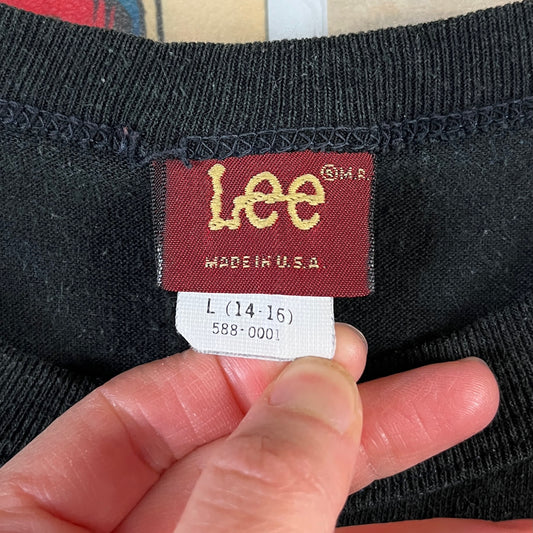 Lee ® M.R.
MADE IN U.S.A.
L (14-16)
588-0001